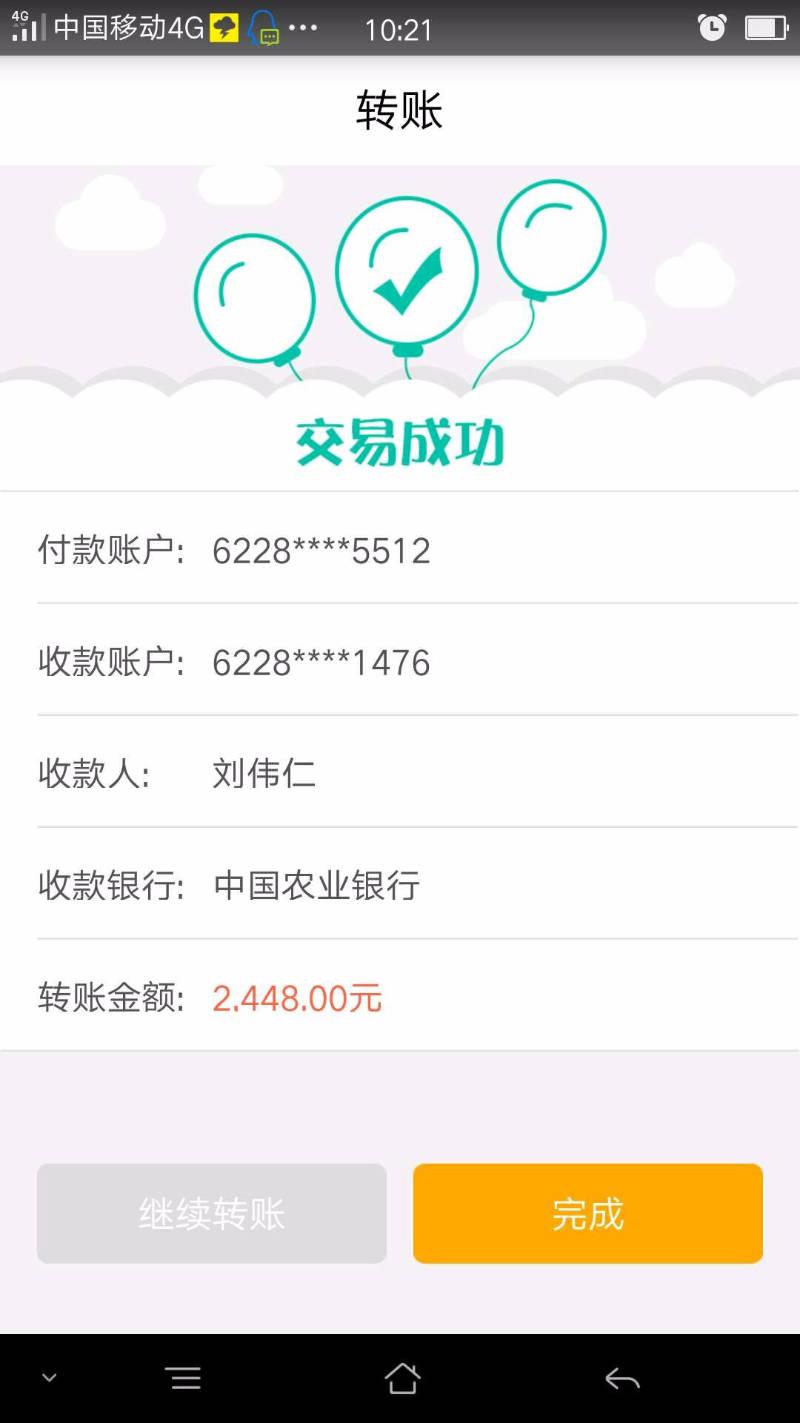 4G 中国移动4G 10:21
转账
交易成功
付款账户: 6228****5512
收款账户: 6228****1476
收款人: 刘伟仁
收款银行: 中国农业银行
转账金额: 2,448.00元
继续转账 完成